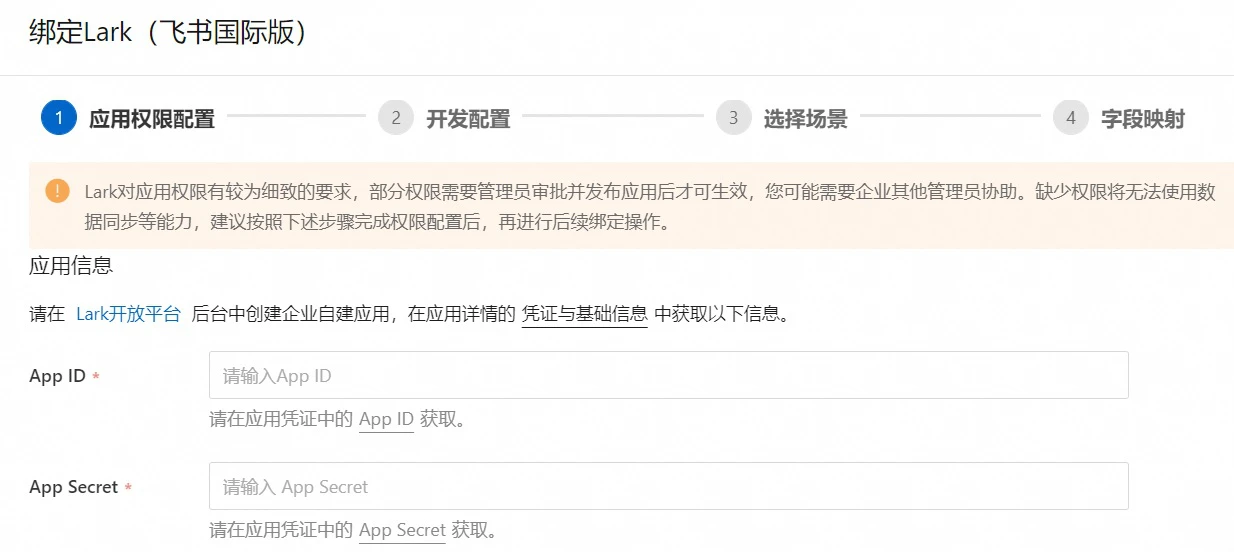 绑定Lark（飞书国际版）
1 应用权限配置 2 开发配置 3 选择场景 4 字段映射
! Lark对应用权限有较为细致的要求，部分权限需要管理员审批并发布应用后才可生效，您可能需要企业其他管理员协助。缺少权限将无法使用数
据同步等能力，建议按照下述步骤完成权限配置后，再进行后续绑定操作。
应用信息
请在 Lark开放平台 后台中创建企业自建应用，在应用详情的 凭证与基础信息 中获取以下信息。
App ID * 请输入App ID
请在应用凭证中的 App ID 获取。
App Secret * 请输入 App Secret
请在应用凭证中的 App Secret 获取。